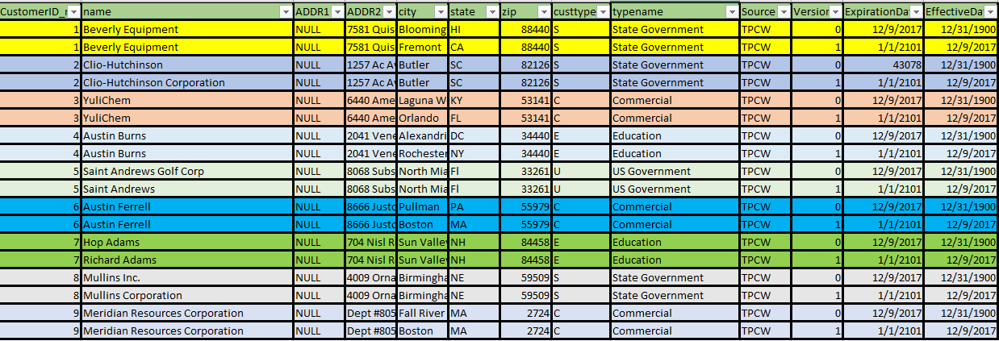 CustomerID_ name ADDR1 ADDR2 city state zip custtype typename Source Version ExpirationDa EffectiveDa
1 Beverly Equipment NULL 7581 Quis Blooming HI 88440 S State Government TPCW 0 12/9/2017 12/31/1900
1 Beverly Equipment NULL 7581 Quis Fremont CA 88440 S State Government TPCW 1 1/1/2101 12/9/2017
2 Clio-Hutchinson NULL 1257 Ac A Butler SC 82126 S State Government TPCW 0 43078 12/31/1900
2 Clio-Hutchinson Corporation NULL 1257 Ac A Butler SC 82126 S State Government TPCW 1 1/1/2101 12/9/2017
3 YuliChem NULL 6440 Ame Laguna W KY 53141 C Commercial TPCW 0 12/9/2017 12/31/1900
3 YuliChem NULL 6440 Ame Orlando FL 53141 C Commercial TPCW 1 1/1/2101 12/9/2017
4 Austin Burns NULL 2041 Vene Alexandri DC 34440 E Education TPCW 0 12/9/2017 12/31/1900
4 Austin Burns NULL 2041 Vene Rochester NY 34440 E Education TPCW 1 1/1/2101 12/9/2017
5 Saint Andrews Golf Corp NULL 8068 Subs North Mia Fl 33261 U US Government TPCW 0 12/9/2017 12/31/1900
5 Saint Andrews NULL 8068 Subs North Mia Fl 33261 U US Government TPCW 1 1/1/2101 12/9/2017
6 Austin Ferrell NULL 8666 Justo Pullman PA 55979 C Commercial TPCW 0 12/9/2017 12/31/1900
6 Austin Ferrell NULL 8666 Justo Boston MA 55979 C Commercial TPCW 1 1/1/2101 12/9/2017
7 Hop Adams NULL 704 Nisl R Sun Valle NH 84458 E Education TPCW 0 12/9/2017 12/31/1900
7 Richard Adams NULL 704 Nisl R Sun Valle NH 84458 E Education TPCW 1 1/1/2101 12/9/2017
8 Mullins Inc. NULL 4009 Orna Birmingha NE 59509 S State Government TPCW 0 12/9/2017 12/31/1900
8 Mullins Corporation NULL 4009 Orna Birmingha NE 59509 S State Government TPCW 1 1/1/2101 12/9/2017
9 Meridian Resources Corporation NULL Dept #805 Fall River MA 2724 C Commercial TPCW 0 12/9/2017 12/31/1900
9 Meridian Resources Corporation NULL Dept #805 Boston MA 2724 C Commercial TPCW 1 1/1/2101 12/9/2017